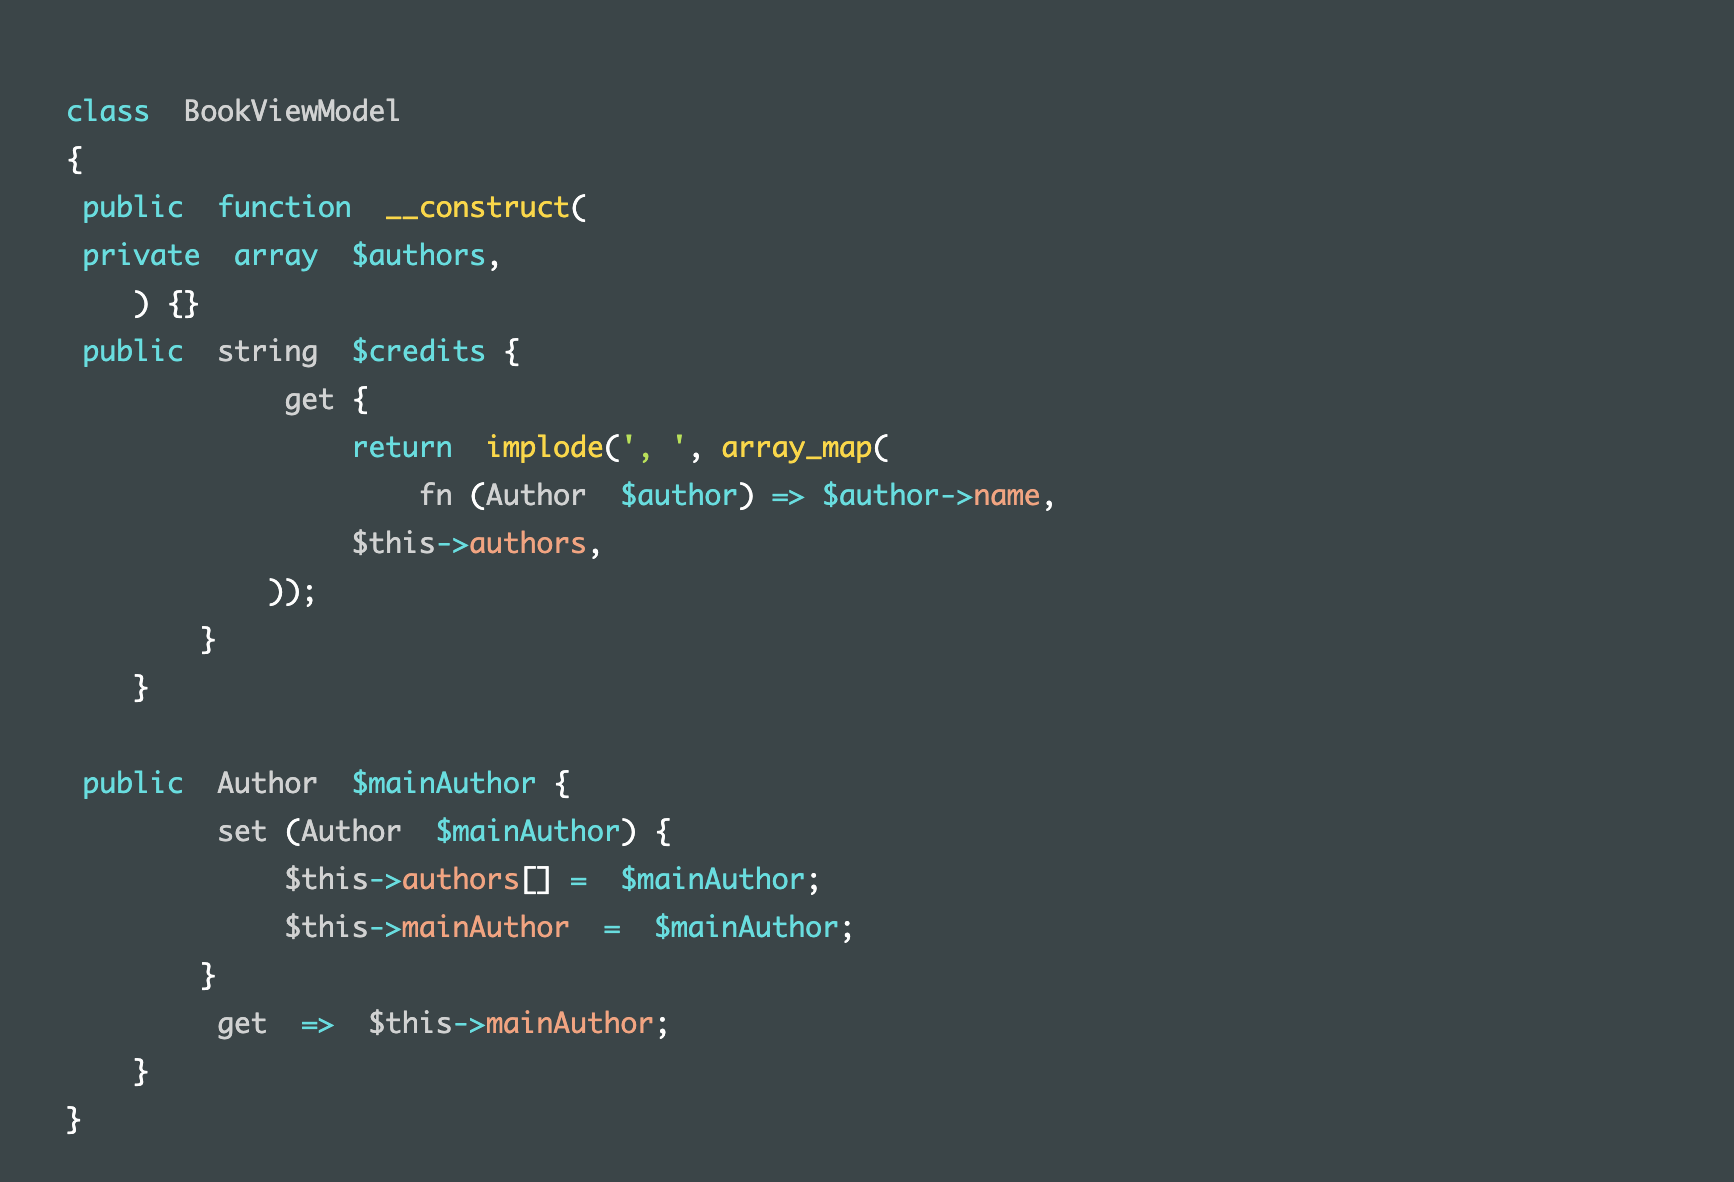 class BookViewModel
{
public function __construct(
private array $authors,
) {}
public string $credits {
get {
return implode(', ', array_map(
fn (Author $author) => $author->name,
$this->authors,
));
}
}
public Author $mainAuthor {
set (Author $mainAuthor) {
$this->authors[] = $mainAuthor;
$this->mainAuthor = $mainAuthor;
}
get => $this->mainAuthor;
}
}